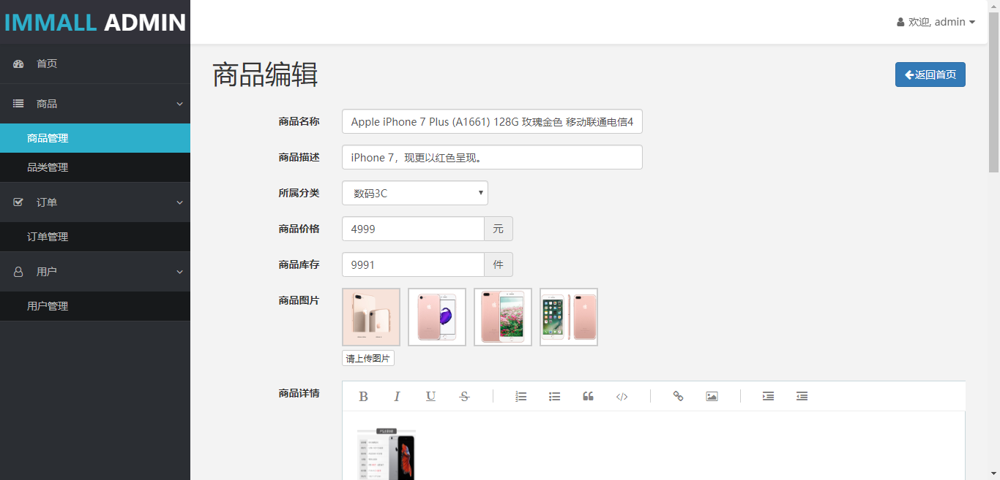 IMMALL ADMIN
欢迎, admin
首页
商品
商品管理
品类管理
订单
订单管理
用户
用户管理
商品编辑
返回首页
商品名称
Apple iPhone 7 Plus (A1661) 128G 玫瑰金色 移动联通电信4
商品描述
iPhone 7，现更以红色呈现。
所属分类
数码3C
商品价格
4999 元
商品库存
9991 件
商品图片
请上传图片
商品详情
B I U S